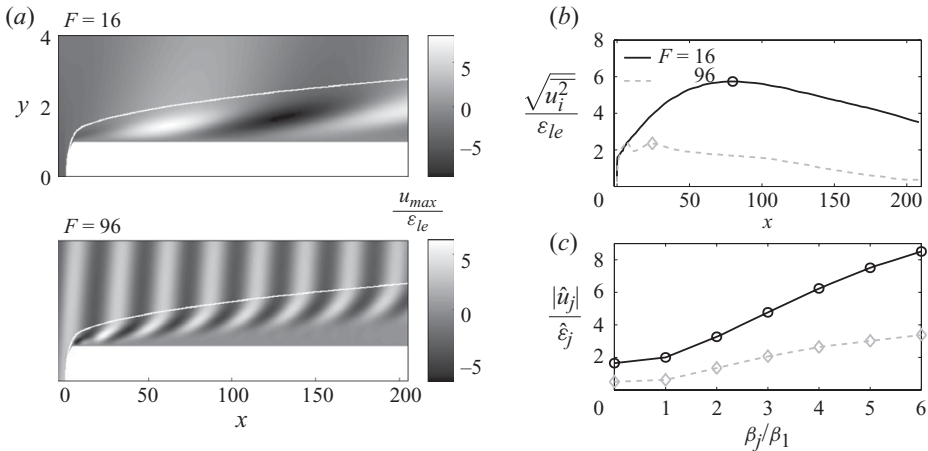 (a)
F = 16
4
y
2
0
5
0
−5
F = 96
u_max
ε_le
5
0
−5
0
50
100
150
200
x
(b)
8
6
4
2
0
√u_i^2
ε_le
F = 16
96
50
100
150
200
x
(c)
8
6
4
2
0
|û_j|
ε̂_j
1
2
3
4
5
6
β_j/β_1